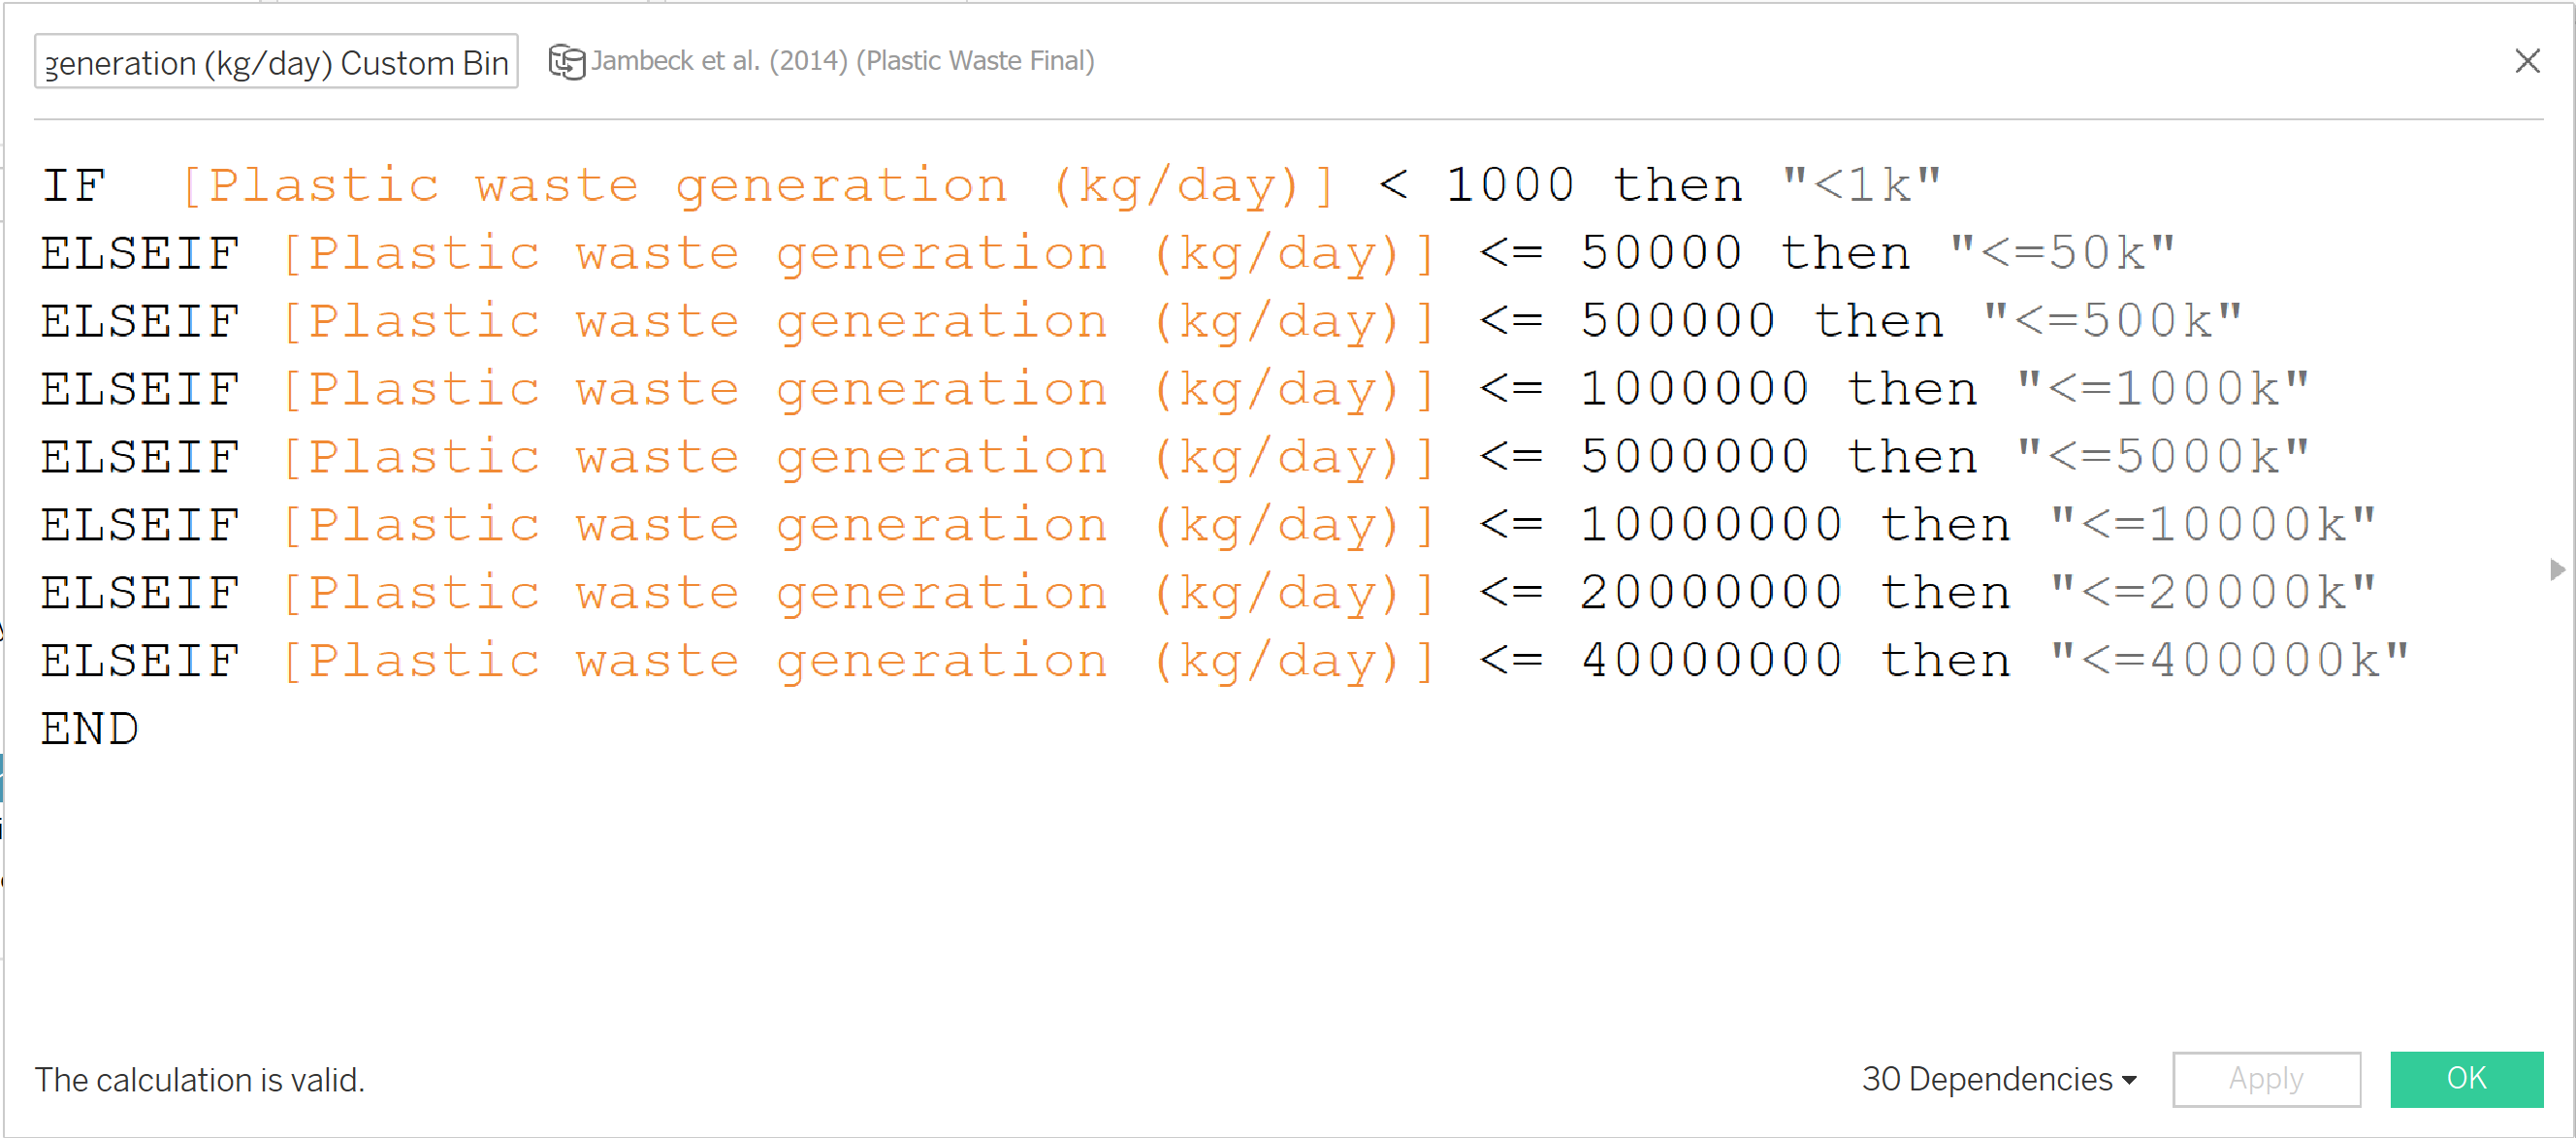 generation (kg/day) Custom Bin Jambeck et al. (2014) (Plastic Waste Final)
IF  [Plastic waste generation (kg/day)] < 1000 then "<1k"
ELSEIF [Plastic waste generation (kg/day)] <= 50000 then "<=50k"
ELSEIF [Plastic waste generation (kg/day)] <= 500000 then "<=500k"
ELSEIF [Plastic waste generation (kg/day)] <= 1000000 then "<=1000k"
ELSEIF [Plastic waste generation (kg/day)] <= 5000000 then "<=5000k"
ELSEIF [Plastic waste generation (kg/day)] <= 10000000 then "<=10000k"
ELSEIF [Plastic waste generation (kg/day)] <= 20000000 then "<=20000k"
ELSEIF [Plastic waste generation (kg/day)] <= 40000000 then "<=400000k"
END
The calculation is valid. 30 Dependencies Apply OK